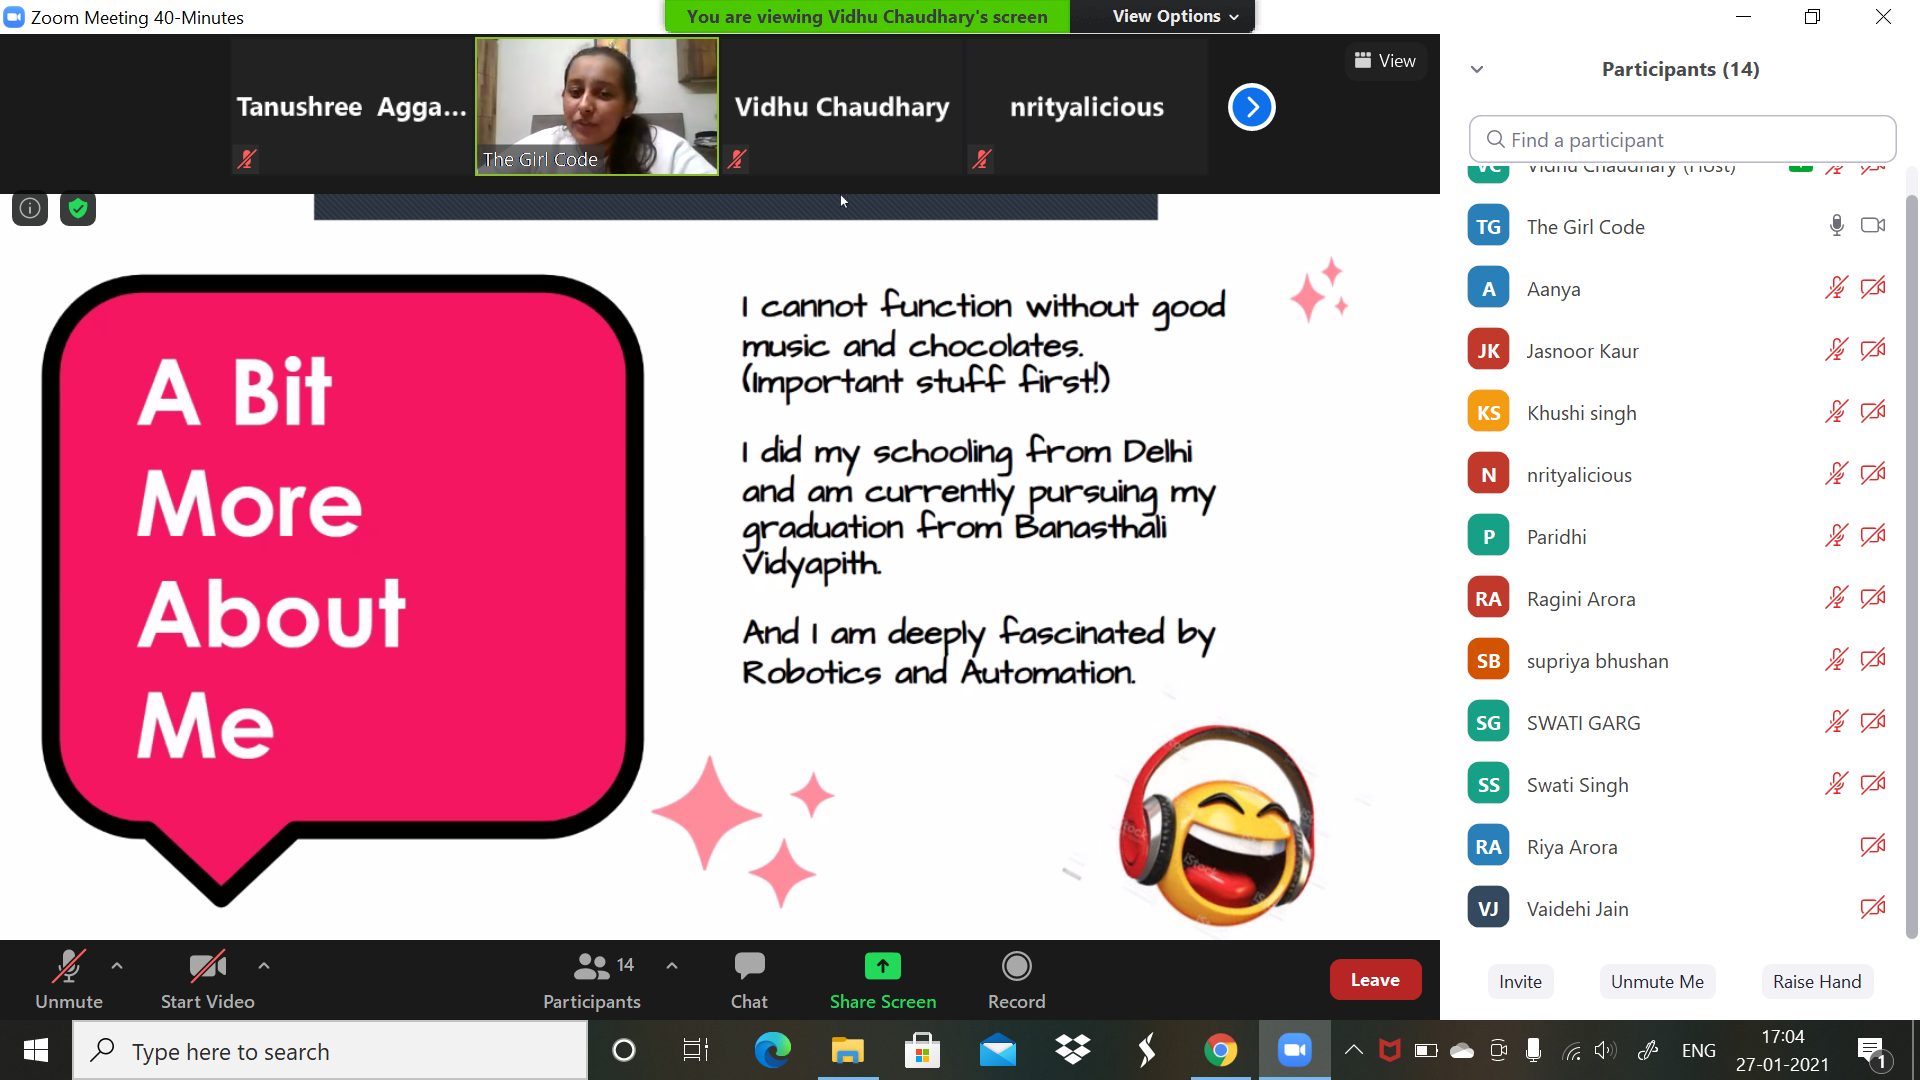 Zoom Meeting 40-Minutes
You are viewing Vidhu Chaudhary's screen
View Options
Tanushree Agga...
The Girl Code
Vidhu Chaudhary
nrityalicious
View
A Bit
More
About
Me
I cannot function without good
music and chocolates.
(Important stuff first!)
I did my schooling from Delhi
and am currently pursuing my
graduation from Banasthali
Vidyapith.
And I am deeply fascinated by
Robotics and Automation.
iStock
Participants (14)
Find a participant
VC Vidhu Chaudhary (Host)
TG The Girl Code
A Aanya
JK Jasnoor Kaur
KS Khushi singh
N nrityalicious
P Paridhi
RA Ragini Arora
SB supriya bhushan
SG SWATI GARG
SS Swati Singh
RA Riya Arora
VJ Vaidehi Jain
Invite
Unmute Me
Raise Hand
Unmute
Start Video
14
Participants
Chat
Share Screen
Record
Leave
Type here to search
ENG
17:04
27-01-2021
1